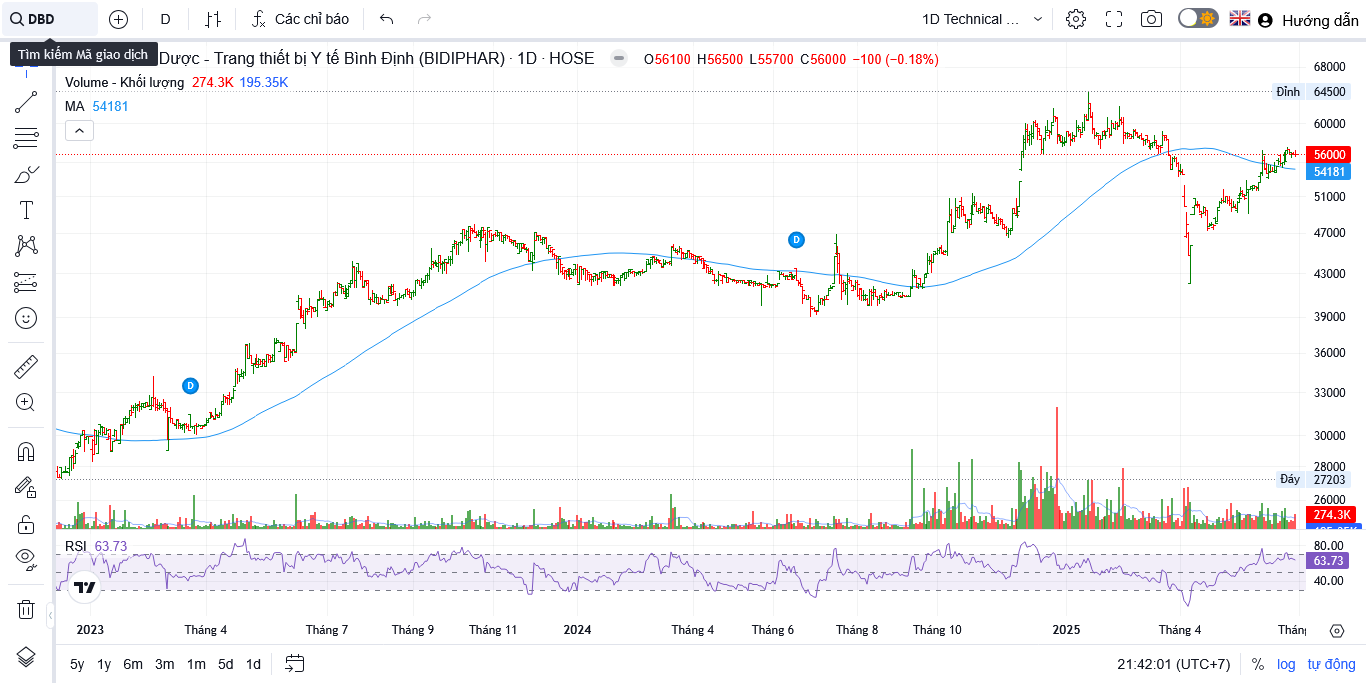 DBD D Các chỉ báo 1D Technical ... Hướng dẫn
Tìm kiếm Mã giao dịch
Dược - Trang thiết bị Y tế Bình Định (BIDIPHAR) · 1D · HOSE O56100 H56500 L55700 C56000 −100 (−0.18%)
Volume - Khối lượng 274.3K 195.35K
MA 54181
68000
Đỉnh 64500
60000
56000
54181
51000
47000
43000
39000
36000
33000
30000
28000
Đáy 27203
26000
274.3K
D
D
RSI 63.73
80.00
63.73
40.00
2023 Tháng 4 Tháng 7 Tháng 9 Tháng 11 2024 Tháng 4 Tháng 6 Tháng 8 Tháng 10 2025 Tháng 4
5y 1y 6m 3m 1m 5d 1d 21:42:01 (UTC+7) % log tự động